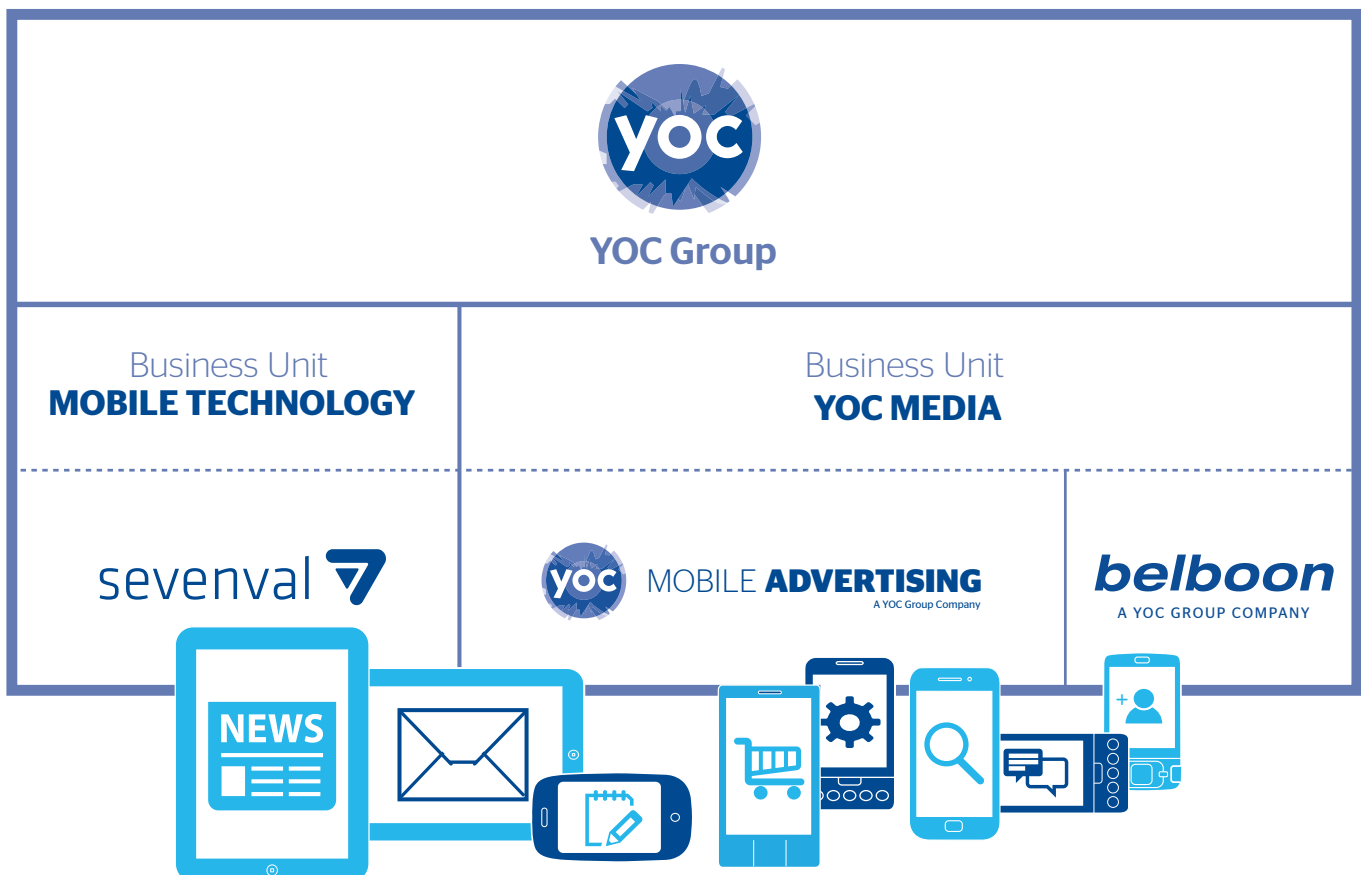 yoc
YOC Group
Business Unit
MOBILE TECHNOLOGY
Business Unit
YOC MEDIA
sevenval
yoc MOBILE ADVERTISING
A YOC Group Company
belboon
A YOC GROUP COMPANY
NEWS